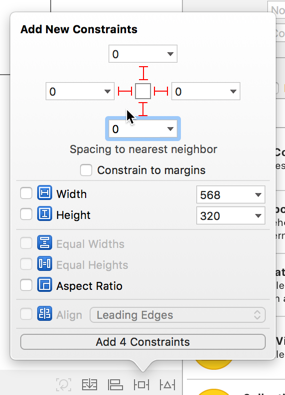 Add New Constraints
0
0
0
0
Spacing to nearest neighbor
Constrain to margins
Width 568
Height 320
Equal Widths
Equal Heights
Aspect Ratio
Align Leading Edges
Add 4 Constraints